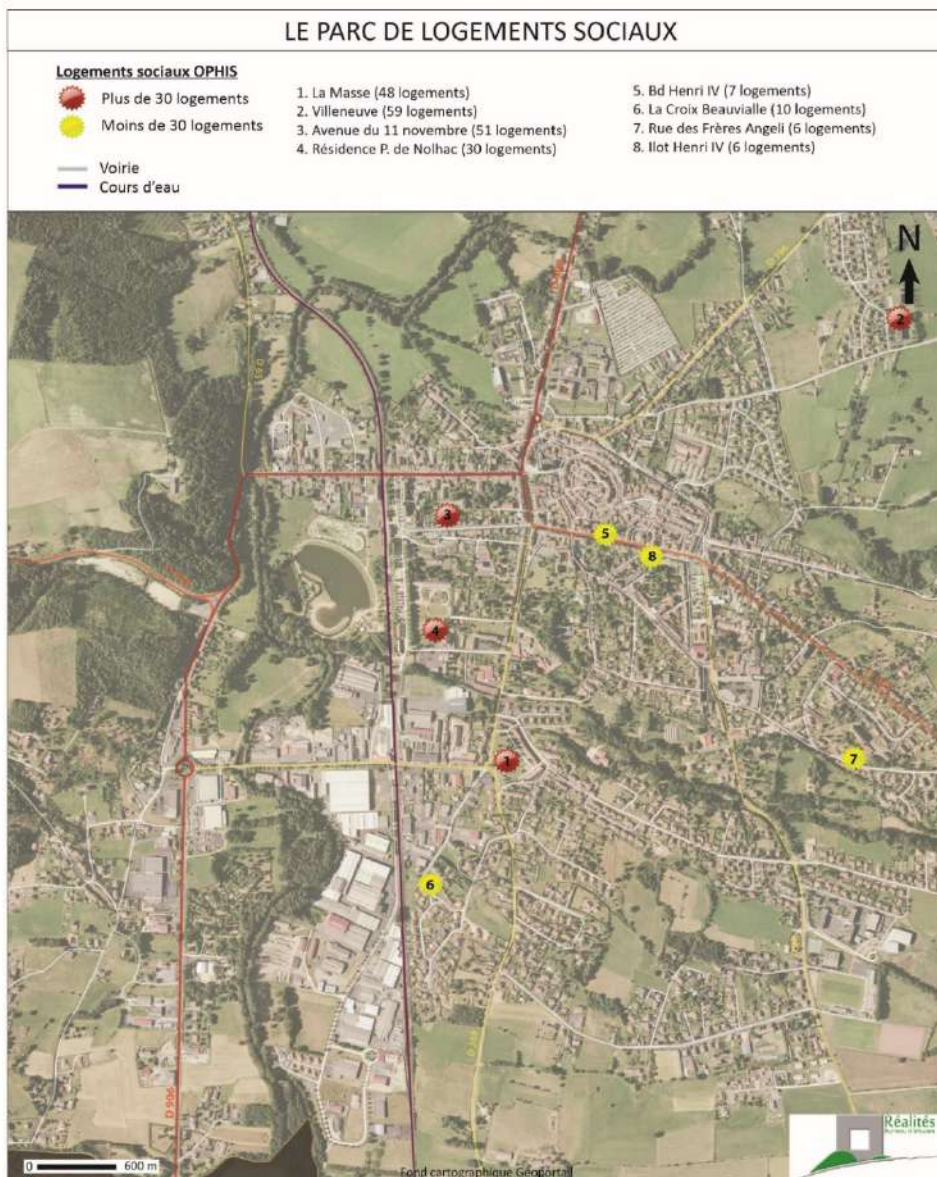 LE PARC DE LOGEMENTS SOCIAUX
Logements sociaux OPHIS
Plus de 30 logements
Moins de 30 logements
Voirie
Cours d'eau
1. La Masse (48 logements)
2. Villeneuve (59 logements)
3. Avenue du 11 novembre (51 logements)
4. Résidence P. de Nolhac (30 logements)
5. Bd Henri IV (7 logements)
6. La Croix Beauvialle (10 logements)
7. Rue des Frères Angeli (6 logements)
8. Ilot Henri IV (6 logements)
N
2
3
5
8
4
1
7
6
D 906
0 600 m
Fond cartographique Géoportail
Réalités